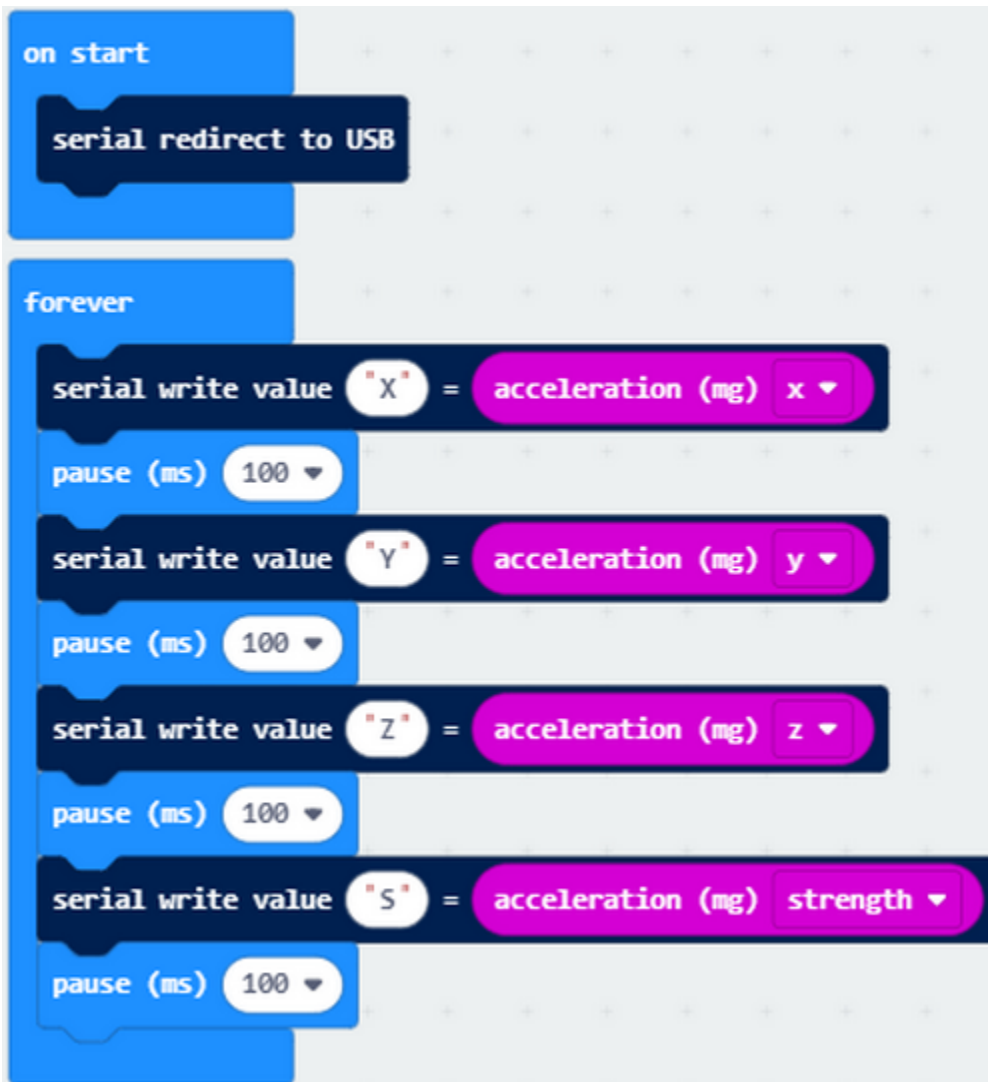 on start
serial redirect to USB
forever
serial write value "X" = acceleration (mg) x
pause (ms) 100
serial write value "Y" = acceleration (mg) y
pause (ms) 100
serial write value "Z" = acceleration (mg) z
pause (ms) 100
serial write value "S" = acceleration (mg) strength
pause (ms) 100